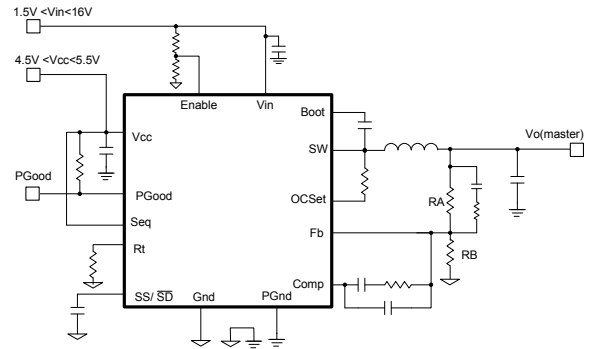 1.5V <Vin<16V
4.5V <Vcc<5.5V
Enable
Vin
Boot
Vcc
SW
Vo(master)
PGood
PGood
OCSet
RA
Seq
Fb
Rt
RB
Comp
SS/ SD
Gnd
PGnd